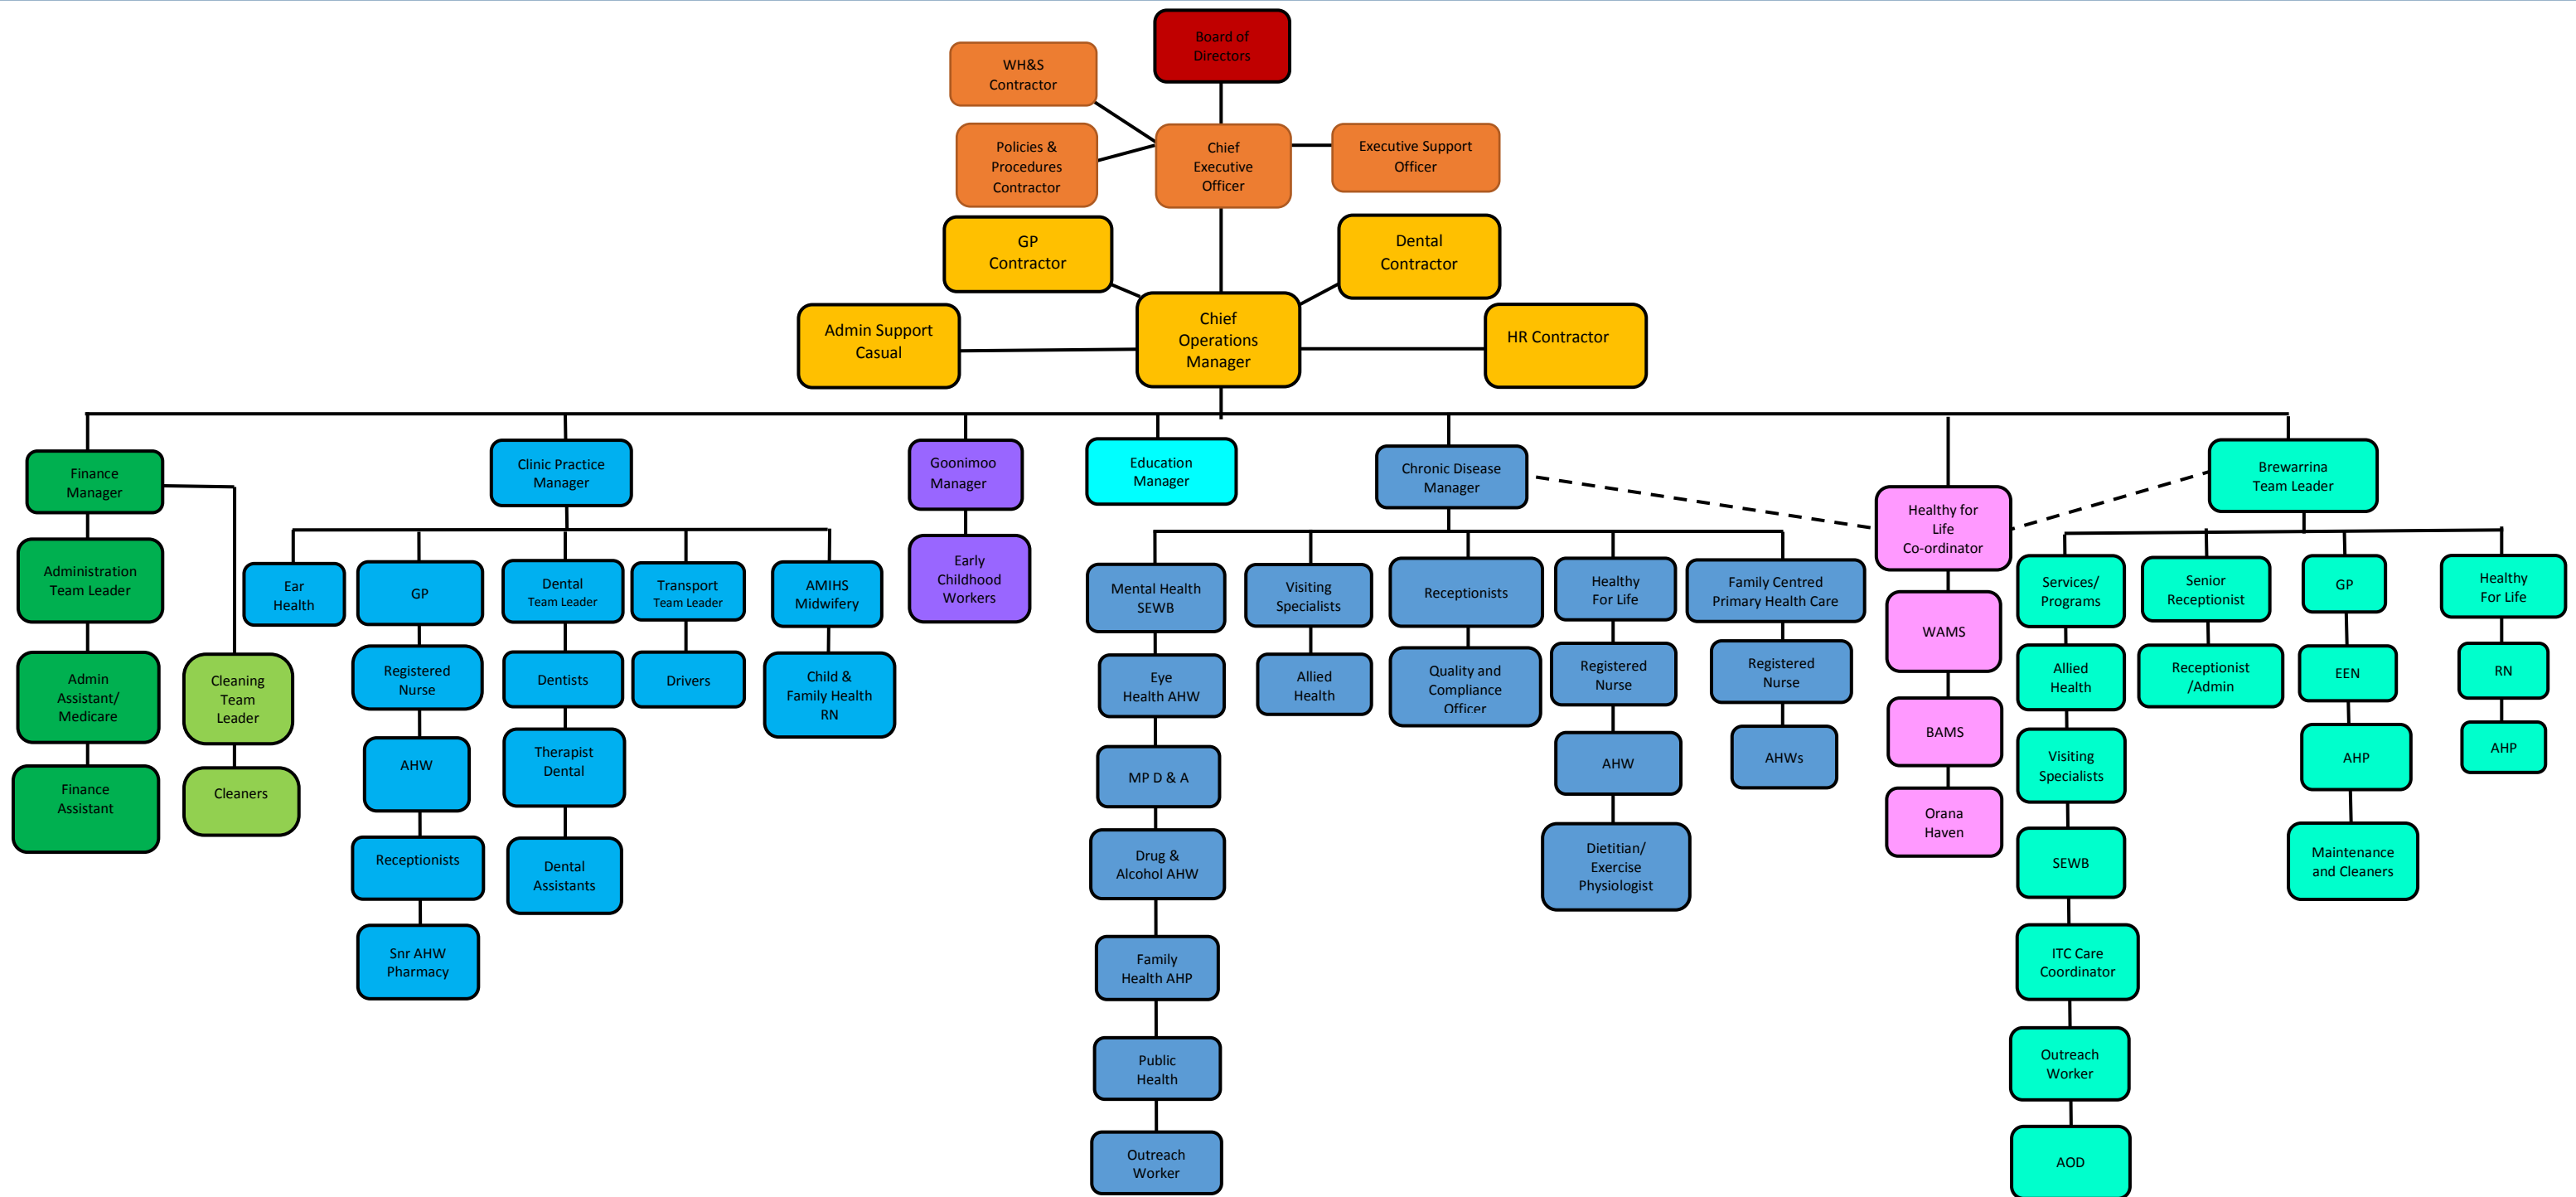 Board of
Directors
WH&S
Contractor
Policies &
Procedures
Contractor
Chief
Executive
Officer
Executive Support
Officer
GP
Contractor
Dental
Contractor
Admin Support
Casual
Chief
Operations
Manager
HR Contractor
Finance
Manager
Administration
Team Leader
Admin
Assistant/
Medicare
Finance
Assistant
Cleaning
Team
Leader
Cleaners
Clinic Practice
Manager
Ear
Health
GP
Registered
Nurse
AHW
Receptionists
Snr AHW
Pharmacy
Dental
Team Leader
Dentists
Therapist
Dental
Dental
Assistants
Transport
Team Leader
Drivers
AMIHS
Midwifery
Child &
Family Health
RN
Goonimoo
Manager
Early
Childhood
Workers
Education
Manager
Chronic Disease
Manager
Mental Health
SEWB
Eye
Health AHW
MP D & A
Drug &
Alcohol AHW
Family
Health AHP
Public
Health
Outreach
Worker
Visiting
Specialists
Allied
Health
Receptionists
Quality and
Compliance
Officer
Healthy
For Life
Registered
Nurse
AHW
Dietitian/
Exercise
Physiologist
Family Centred
Primary Health Care
Registered
Nurse
AHWs
Healthy for
Life
Co-ordinator
WAMS
BAMS
Orana
Haven
Brewarrina
Team Leader
Services/
Programs
Allied
Health
Visiting
Specialists
SEWB
ITC Care
Coordinator
Outreach
Worker
AOD
Senior
Receptionist
Receptionist
/Admin
GP
EEN
AHP
Maintenance
and Cleaners
Healthy
For Life
RN
AHP